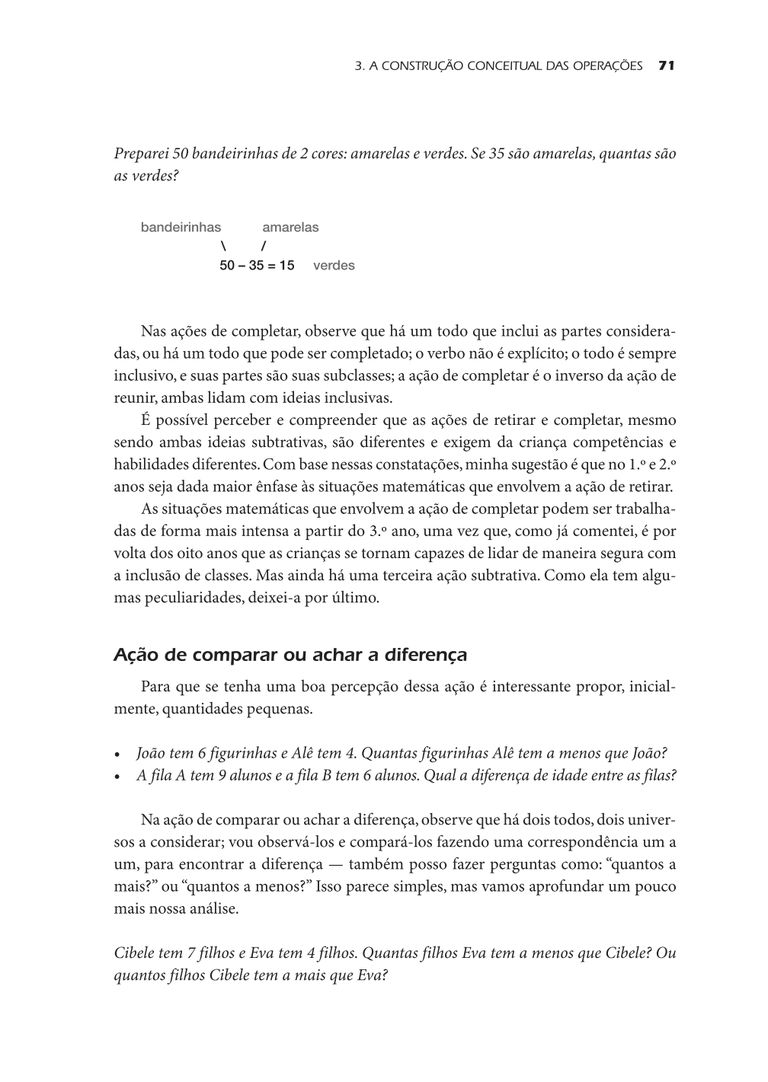 3. A CONSTRUÇÃO CONCEITUAL DAS OPERAÇÕES 71
Preparei 50 bandeirinhas de 2 cores: amarelas e verdes. Se 35 são amarelas, quantas são
as verdes?
bandeirinhas amarelas
\ /
50 – 35 = 15 verdes
Nas ações de completar, observe que há um todo que inclui as partes considera-
das, ou há um todo que pode ser completado; o verbo não é explícito; o todo é sempre
inclusivo, e suas partes são suas subclasses; a ação de completar é o inverso da ação de
reunir, ambas lidam com ideias inclusivas.
É possível perceber e compreender que as ações de retirar e completar, mesmo
sendo ambas ideias subtrativas, são diferentes e exigem da criança competências e
habilidades diferentes. Com base nessas constatações, minha sugestão é que no 1.º e 2.º
anos seja dada maior ênfase às situações matemáticas que envolvem a ação de retirar.
As situações matemáticas que envolvem a ação de completar podem ser trabalha-
das de forma mais intensa a partir do 3.º ano, uma vez que, como já comentei, é por
volta dos oito anos que as crianças se tornam capazes de lidar de maneira segura com
a inclusão de classes. Mas ainda há uma terceira ação subtrativa. Como ela tem algu-
mas peculiaridades, deixei-a por último.
Ação de comparar ou achar a diferença
Para que se tenha uma boa percepção dessa ação é interessante propor, inicial-
mente, quantidades pequenas.
• João tem 6 figurinhas e Alê tem 4. Quantas figurinhas Alê tem a menos que João?
• A fila A tem 9 alunos e a fila B tem 6 alunos. Qual a diferença de idade entre as filas?
Na ação de comparar ou achar a diferença, observe que há dois todos, dois univer-
sos a considerar; vou observá-los e compará-los fazendo uma correspondência um a
um, para encontrar a diferença — também posso fazer perguntas como: “quantos a
mais?” ou “quantos a menos?” Isso parece simples, mas vamos aprofundar um pouco
mais nossa análise.
Cibele tem 7 filhos e Eva tem 4 filhos. Quantas filhos Eva tem a menos que Cibele? Ou
quantos filhos Cibele tem a mais que Eva?